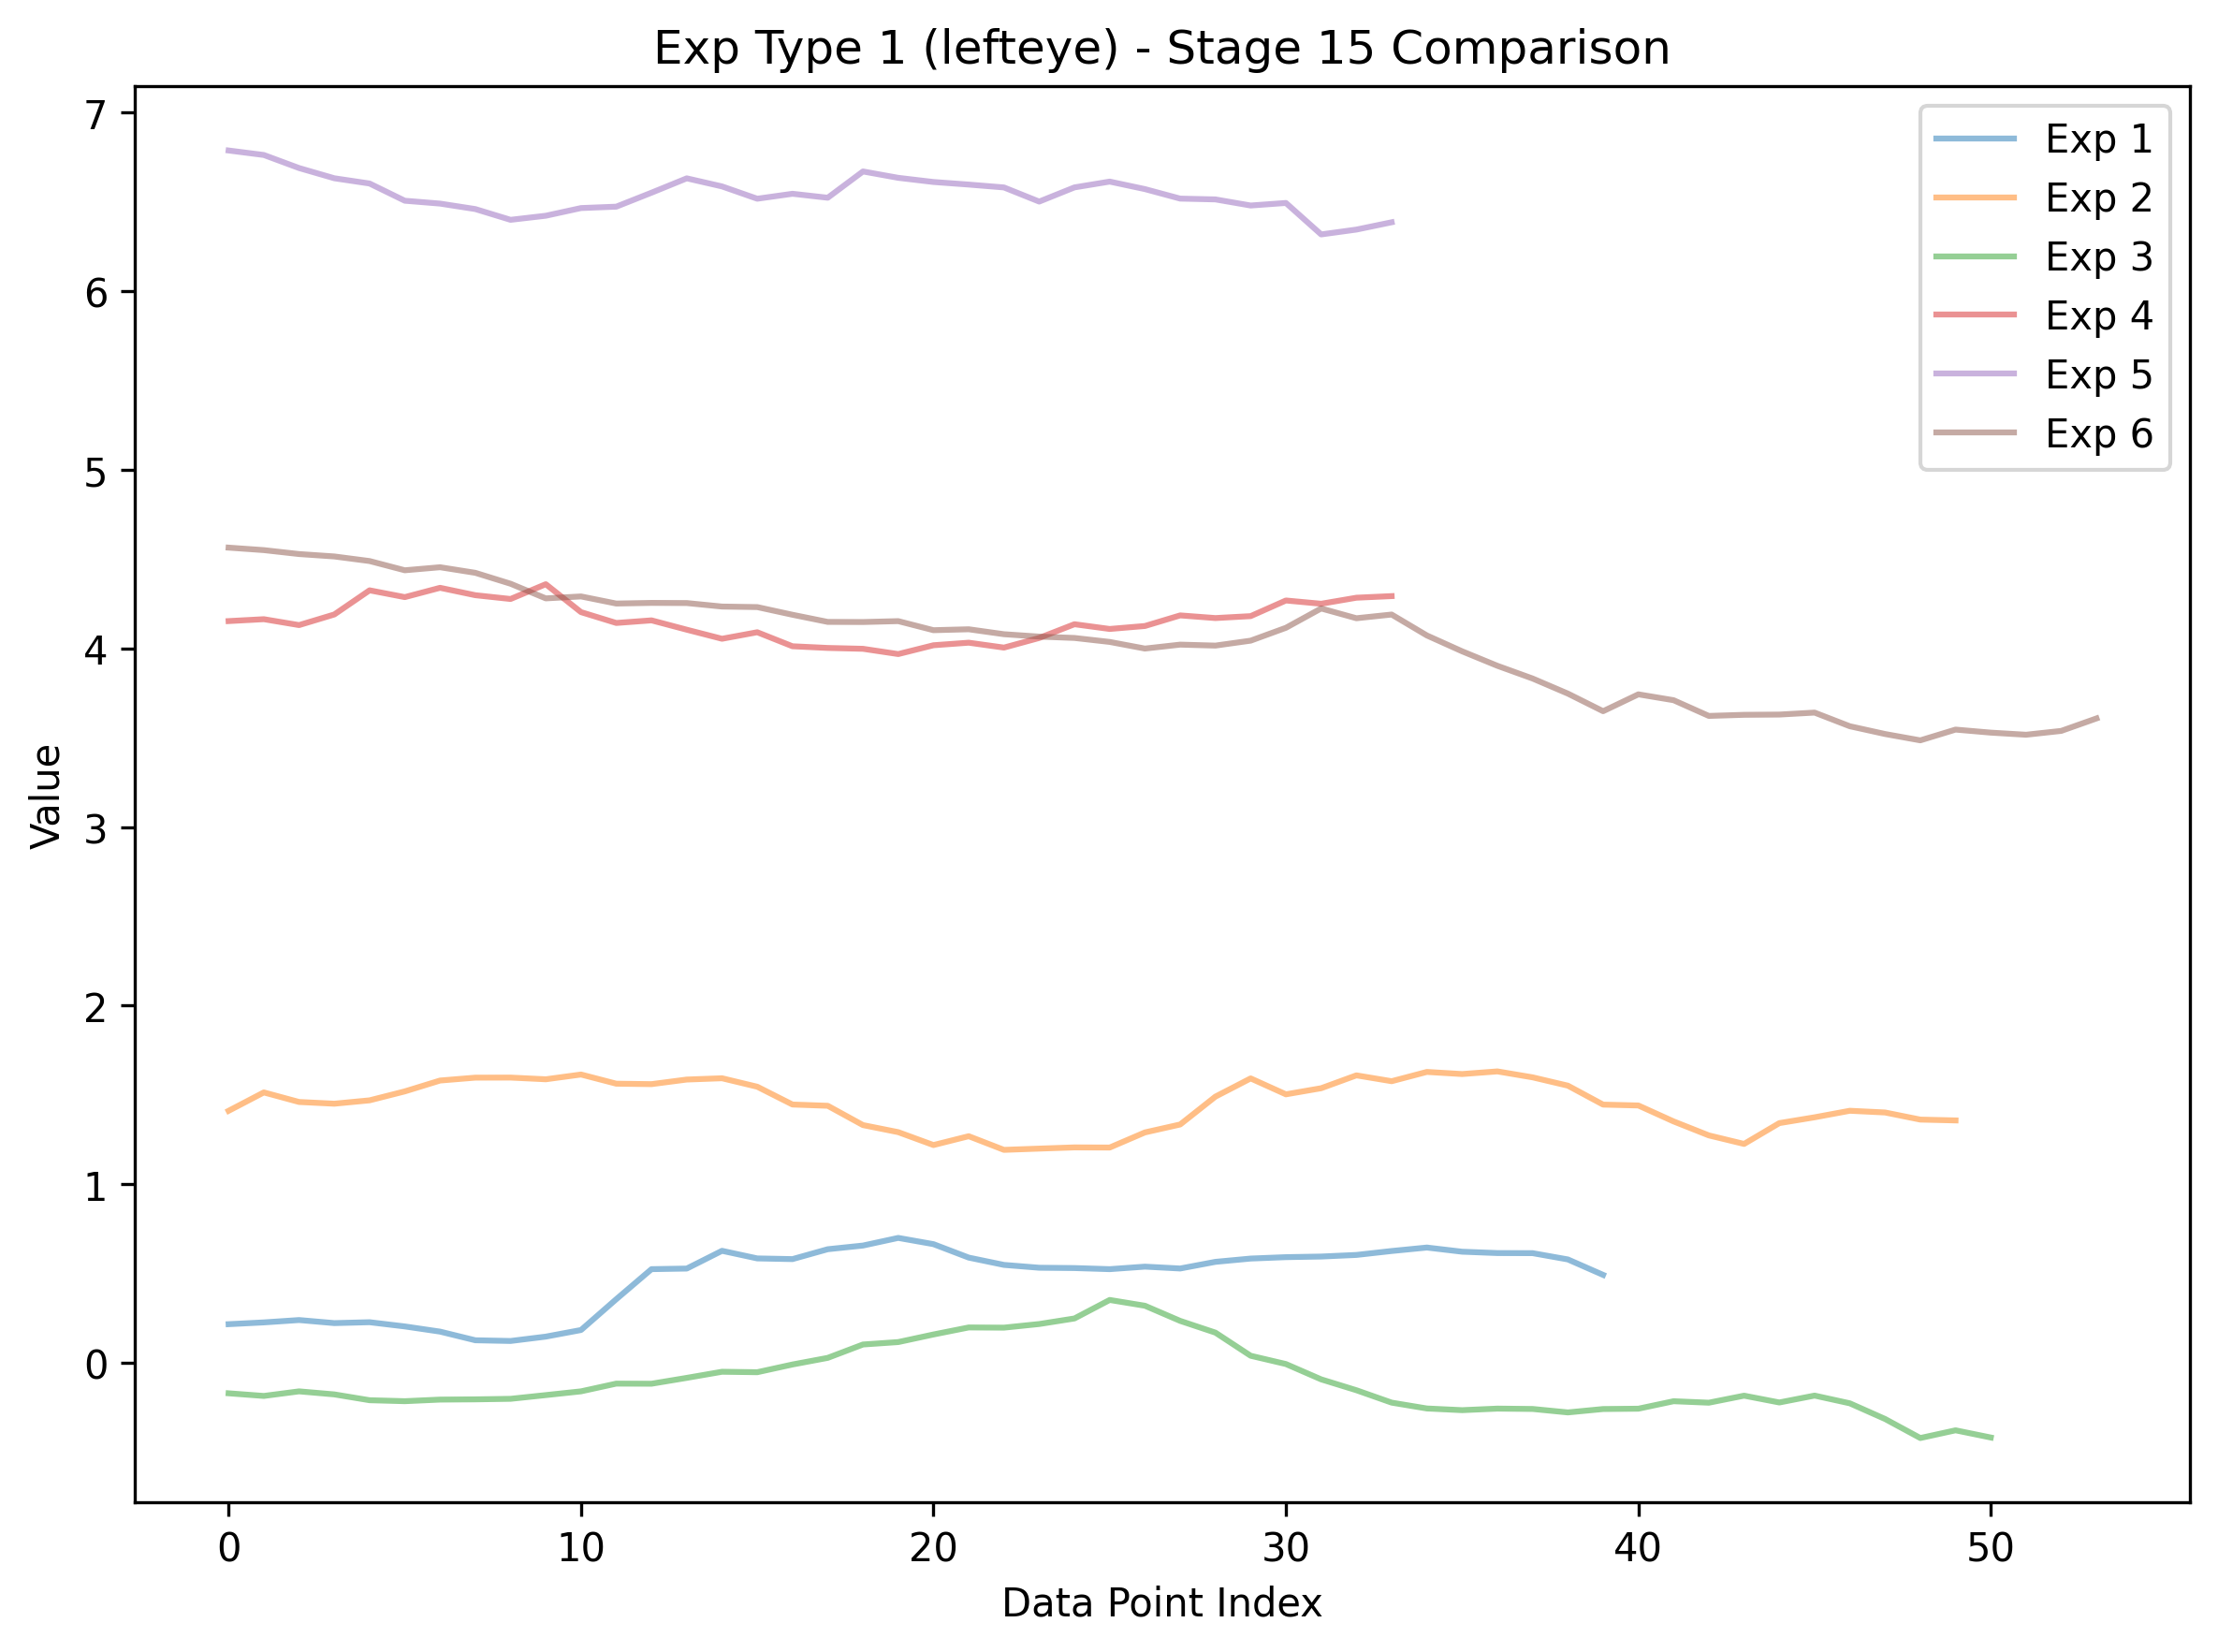 Exp Type 1 (lefteye) - Stage 15 Comparison
7
6
5
4
3
2
1
0
Value
Exp 1
Exp 2
Exp 3
Exp 4
Exp 5
Exp 6
0 10 20 30 40 50
Data Point Index